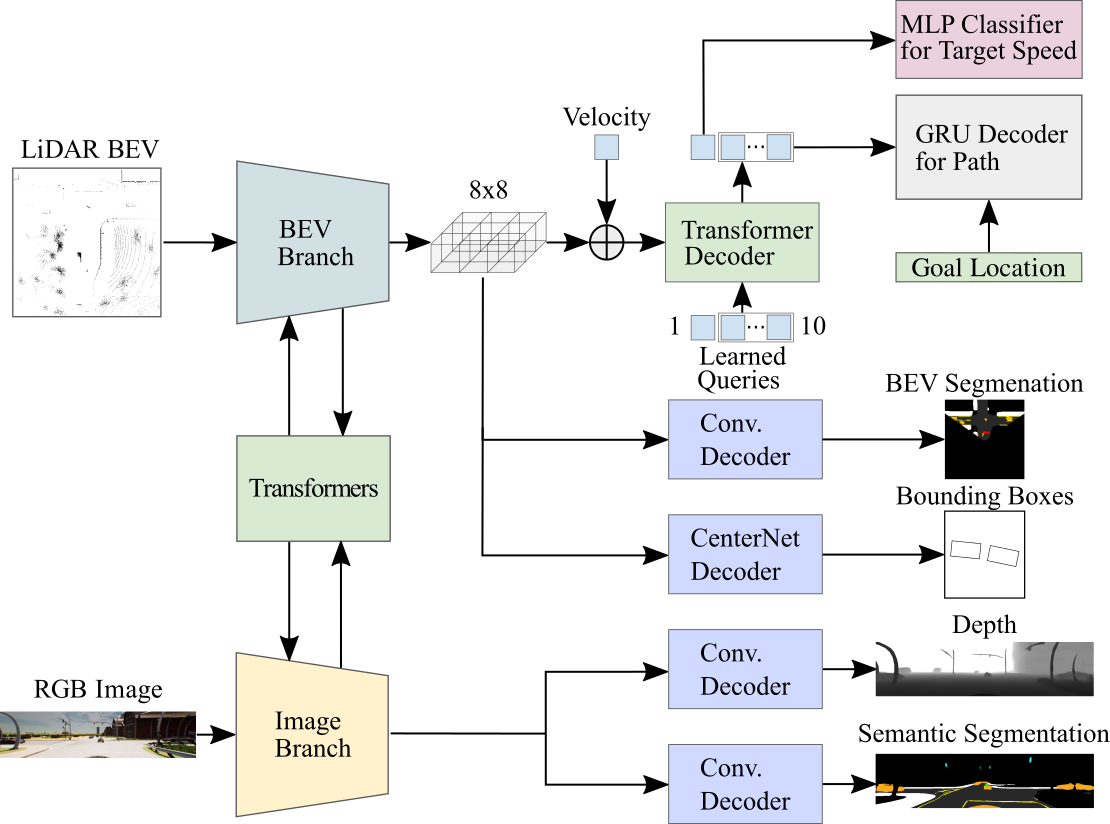 MLP Classifier
for Target Speed
Velocity
GRU Decoder
for Path
LiDAR BEV
8x8
BEV
Branch
Transformer
Decoder
Goal Location
1
...
10
Learned
Queries
BEV Segmenation
Conv.
Decoder
Transformers
Bounding Boxes
CenterNet
Decoder
Depth
RGB Image
Conv.
Decoder
Image
Branch
Semantic Segmentation
Conv.
Decoder